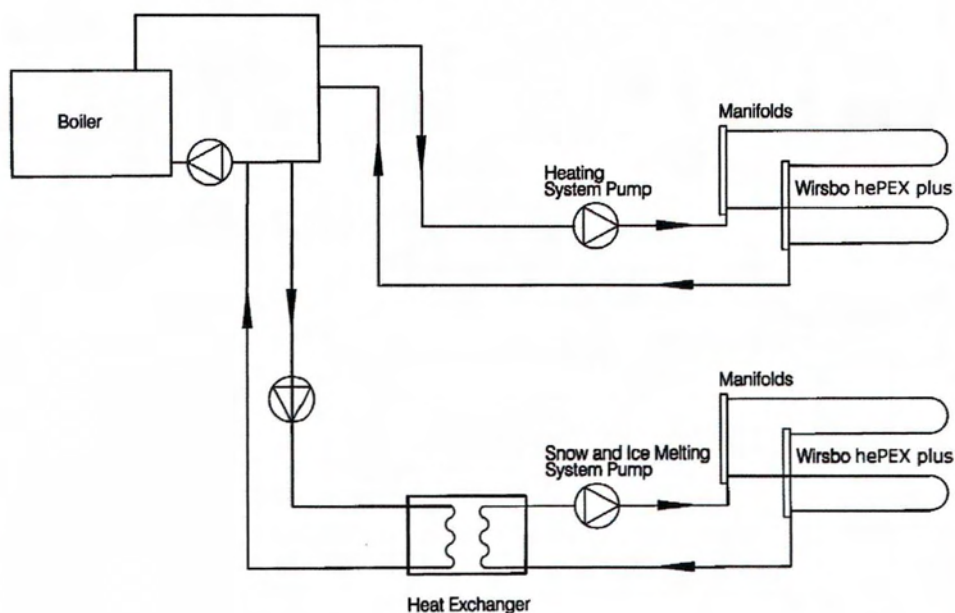 Boiler
Manifolds
Heating
System Pump
Wirsbo hePEX plus
Manifolds
Snow and Ice Melting
System Pump
Wirsbo hePEX plus
Heat Exchanger